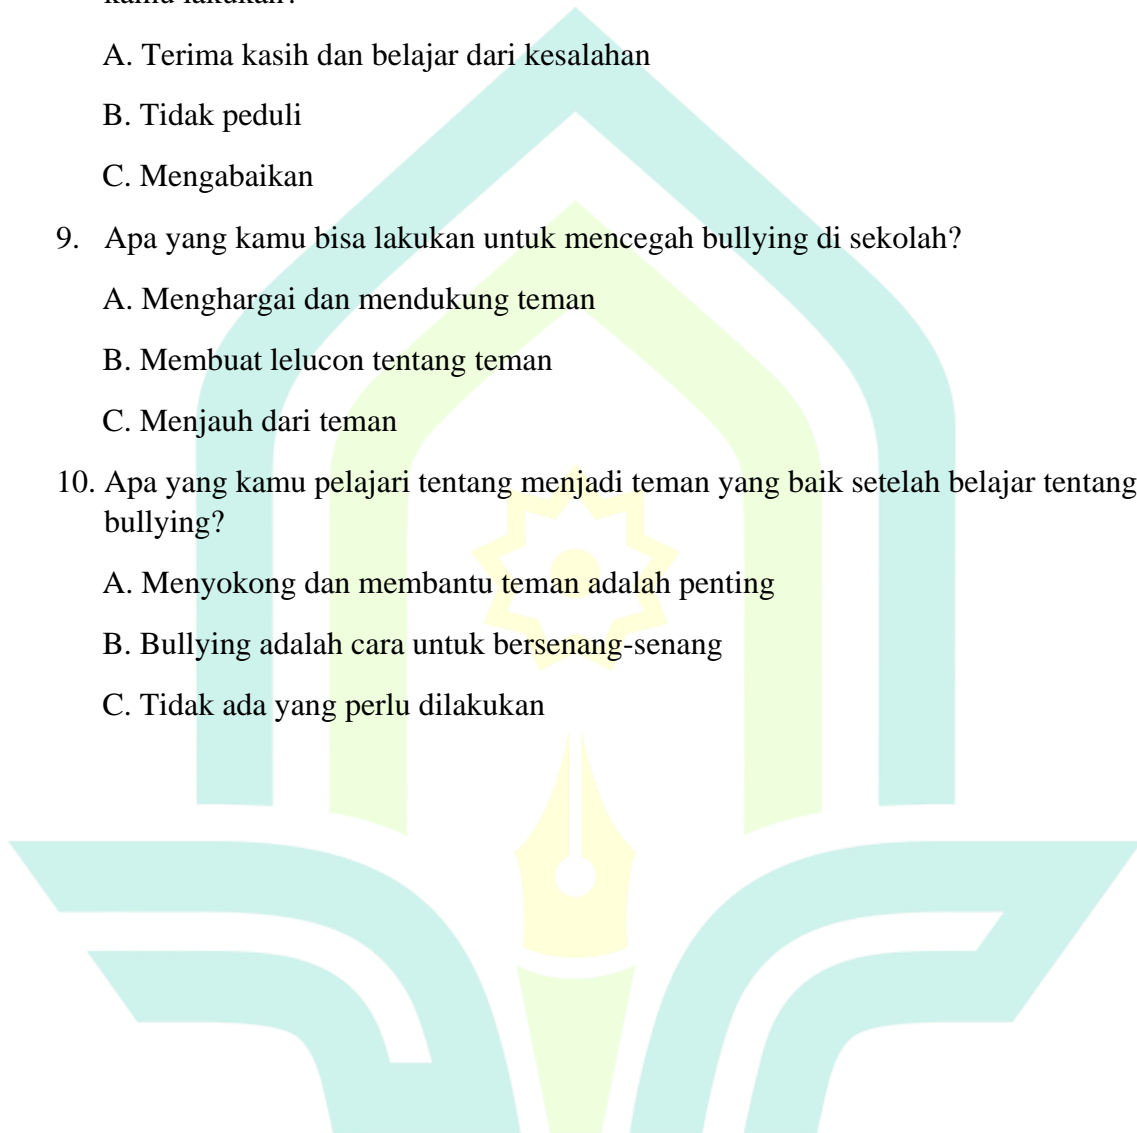 A. Terima kasih dan belajar dari kesalahan
B. Tidak peduli
C. Mengabaikan
9. Apa yang kamu bisa lakukan untuk mencegah bullying di sekolah?
A. Menghargai dan mendukung teman
B. Membuat lelucon tentang teman
C. Menjauh dari teman
10. Apa yang kamu pelajari tentang menjadi teman yang baik setelah belajar tentang
bullying?
A. Menyokong dan membantu teman adalah penting
B. Bullying adalah cara untuk bersenang-senang
C. Tidak ada yang perlu dilakukan